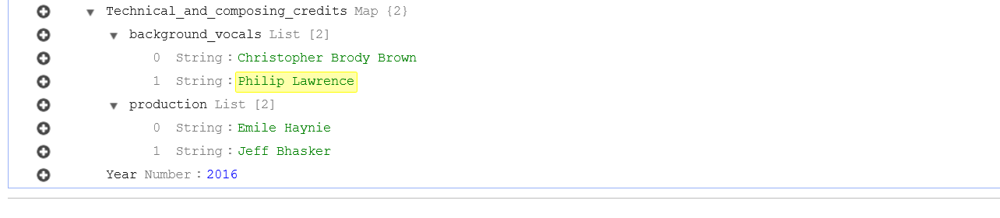 Technical_and_composing_credits Map {2}
background_vocals List [2]
0 String : Christopher Brody Brown
1 String : Philip Lawrence
production List [2]
0 String : Emile Haynie
1 String : Jeff Bhasker
Year Number : 2016